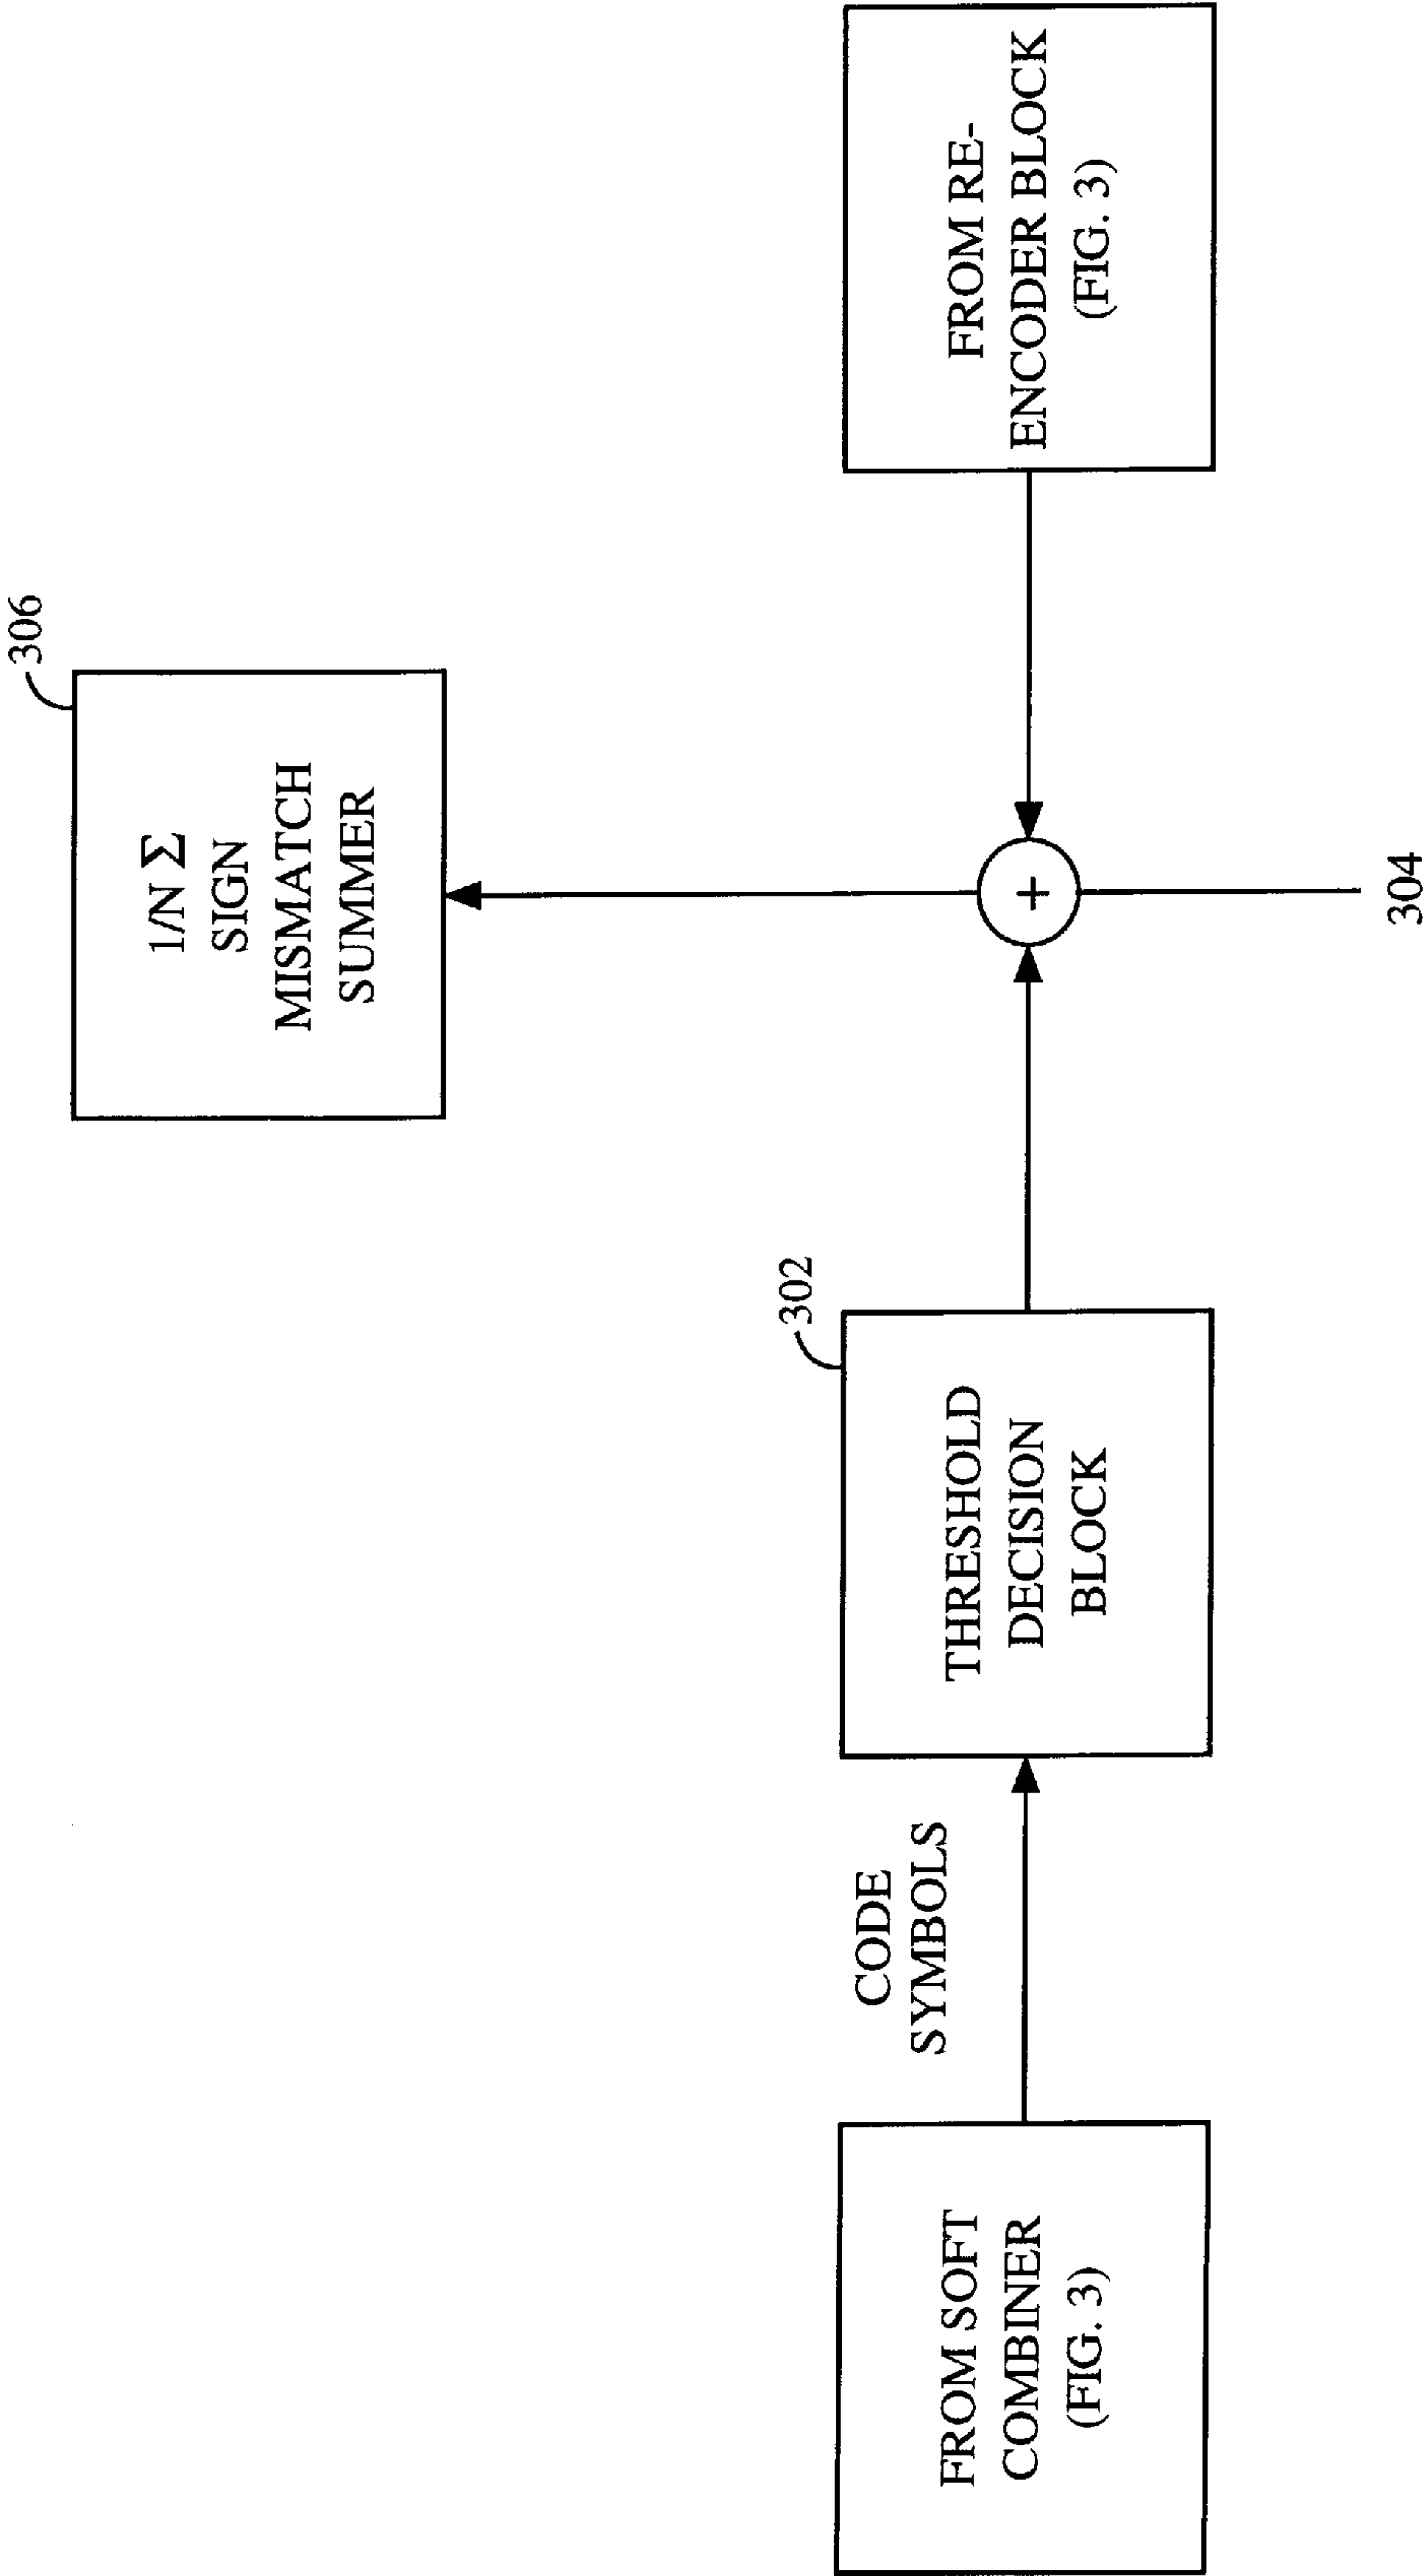 306
1/N Σ
SIGN
MISMATCH
SUMMER
FROM SOFT
COMBINER
(FIG. 3)
CODE
SYMBOLS
302
THRESHOLD
DECISION
BLOCK
+
304
FROM RE-
ENCODER BLOCK
(FIG. 3)